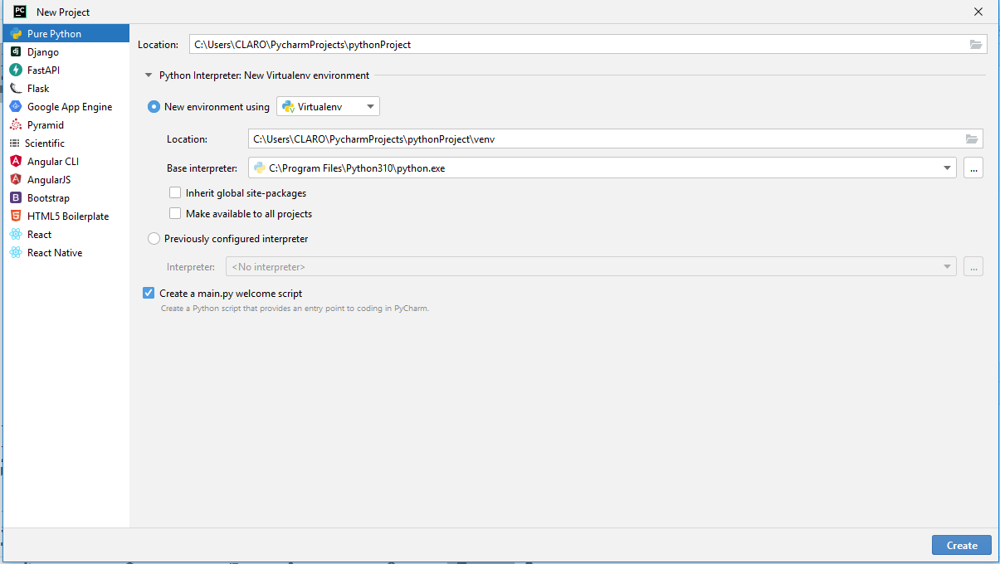 New Project
Pure Python
Django
FastAPI
Flask
Google App Engine
Pyramid
Scientific
Angular CLI
AngularJS
Bootstrap
HTML5 Boilerplate
React
React Native
Location: C:\Users\CLARO\PycharmProjects\pythonProject
Python Interpreter: New Virtualenv environment
New environment using Virtualenv
Location: C:\Users\CLARO\PycharmProjects\pythonProject\venv
Base interpreter: C:\Program Files\Python310\python.exe ...
Inherit global site-packages
Make available to all projects
Previously configured interpreter
Interpreter: <No interpreter> ...
Create a main.py welcome script
Create a Python script that provides an entry point to coding in PyCharm.
Create